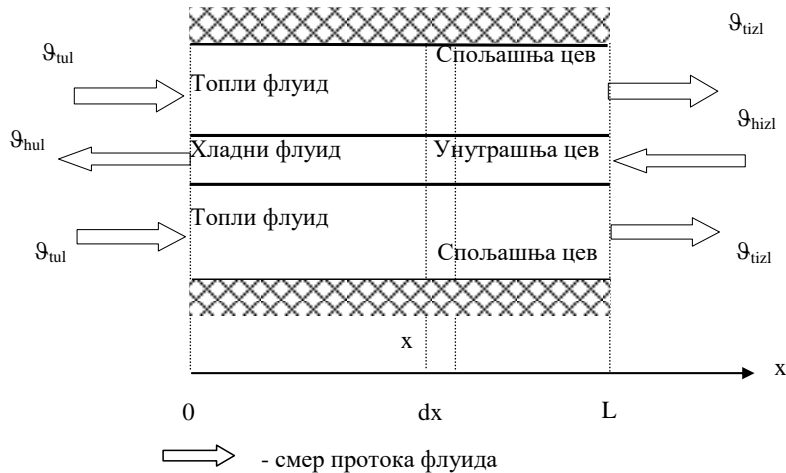 ϑtizl
ϑtul
Спољашња цев
Топли флуид
ϑhizl
ϑhul
Хладни флуид
Унутрашња цев
Топли флуид
ϑtul
Спољашња цев
ϑtizl
x
x
0
dx
L
- смер протока флуида